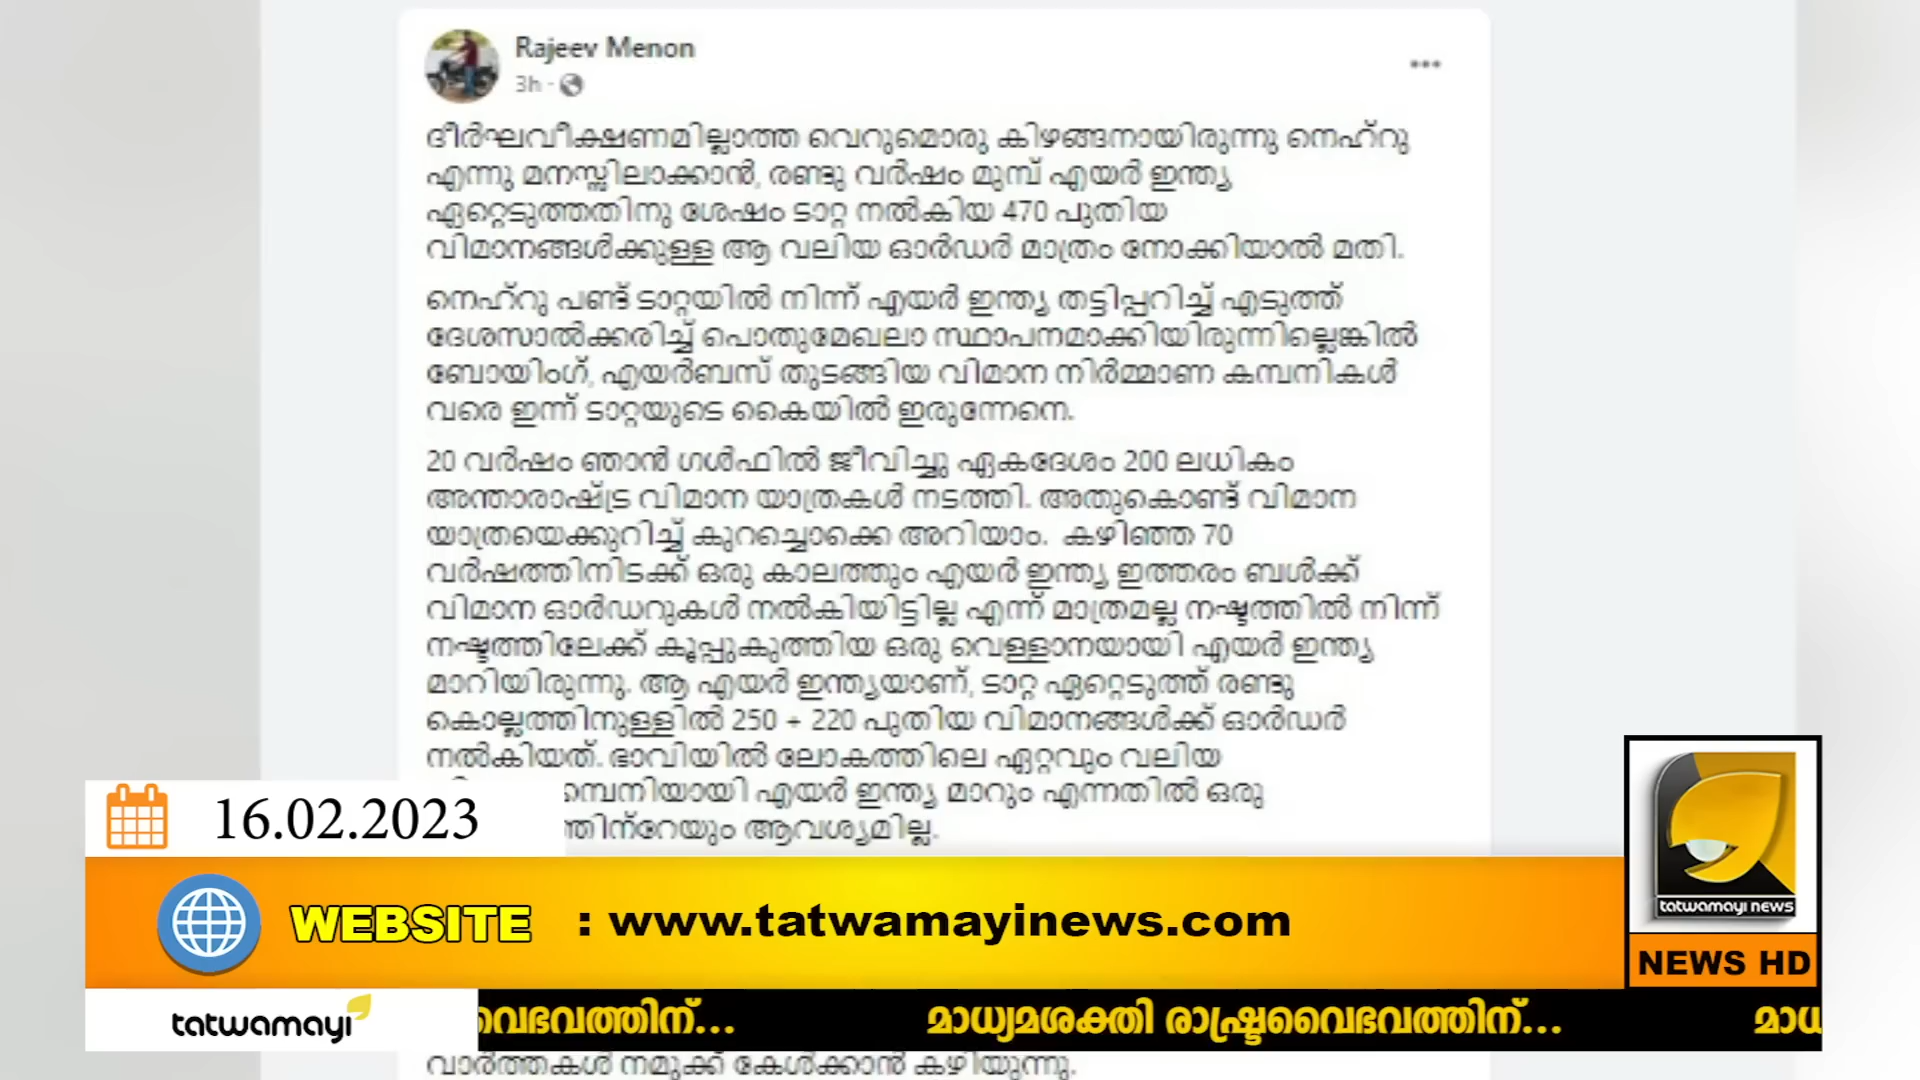 Rajeev Menon
3h ·
ദീർഘവീക്ഷണമില്ലാത്ത വെറുമൊരു കിഴങ്ങനായിരുന്നു നെഹ്റു
എന്നു മനസ്സിലാക്കാൻ, രണ്ടു വർഷം മുമ്പ് എയർ ഇന്ത്യ
ഏറ്റെടുത്തതിനു ശേഷം ടാറ്റ നൽകിയ 470 പുതിയ
വിമാനങ്ങൾക്കുള്ള ആ വലിയ ഓർഡർ മാത്രം നോക്കിയാൽ മതി.
നെഹ്റു പണ്ട് ടാറ്റയിൽ നിന്ന് എയർ ഇന്ത്യ തട്ടിപ്പറിച്ച് എടുത്ത്
ദേശസാൽക്കരിച്ച് പൊതുമേഖലാ സ്ഥാപനമാക്കിയിരുന്നില്ലെങ്കിൽ
ബോയിംഗ്, എയർബസ് തുടങ്ങിയ വിമാന നിർമ്മാണ കമ്പനികൾ
വരെ ഇന്ന് ടാറ്റയുടെ കൈയിൽ ഇരുന്നേനെ.
20 വർഷം ഞാൻ ഗൾഫിൽ ജീവിച്ചു ഏകദേശം 200 ലധികം
അന്താരാഷ്ട്ര വിമാന യാത്രകൾ നടത്തി. അതുകൊണ്ട് വിമാന
യാത്രയെക്കുറിച്ച് കുറച്ചൊക്കെ അറിയാം. കഴിഞ്ഞ 70
വർഷത്തിനിടക്ക് ഒരു കാലത്തും എയർ ഇന്ത്യ ഇത്തരം ബൾക്ക്
വിമാന ഓർഡറുകൾ നൽകിയിട്ടില്ല എന്ന് മാത്രമല്ല നഷ്ടത്തിൽ നിന്ന്
നഷ്ടത്തിലേക്ക് കൂപ്പുകുത്തിയ ഒരു വെള്ളാനയായി എയർ ഇന്ത്യ
മാറിയിരുന്നു. ആ എയർ ഇന്ത്യയാണ്, ടാറ്റ ഏറ്റെടുത്ത് രണ്ടു
കൊല്ലത്തിനുള്ളിൽ 250 + 220 പുതിയ വിമാനങ്ങൾക്ക് ഓർഡർ
നൽകിയത്. ഭാവിയിൽ ലോകത്തിലെ ഏറ്റവും വലിയ
മ്പെനിയായി എയർ ഇന്ത്യ മാറും എന്നതിൽ ഒരു
ത്തിന്റേയും ആവശ്യമില്ല.
16.02.2023
WEBSITE : www.tatwamayinews.com
tatwamayi news
NEWS HD
tatwamayi
വൈഭവത്തിന്... മാധ്യമശക്തി രാഷ്ട്രവൈഭവത്തിന്... മാധ
വാർത്തകൾ നമുക്ക് കേൾക്കാൻ കഴിയുന്നു.